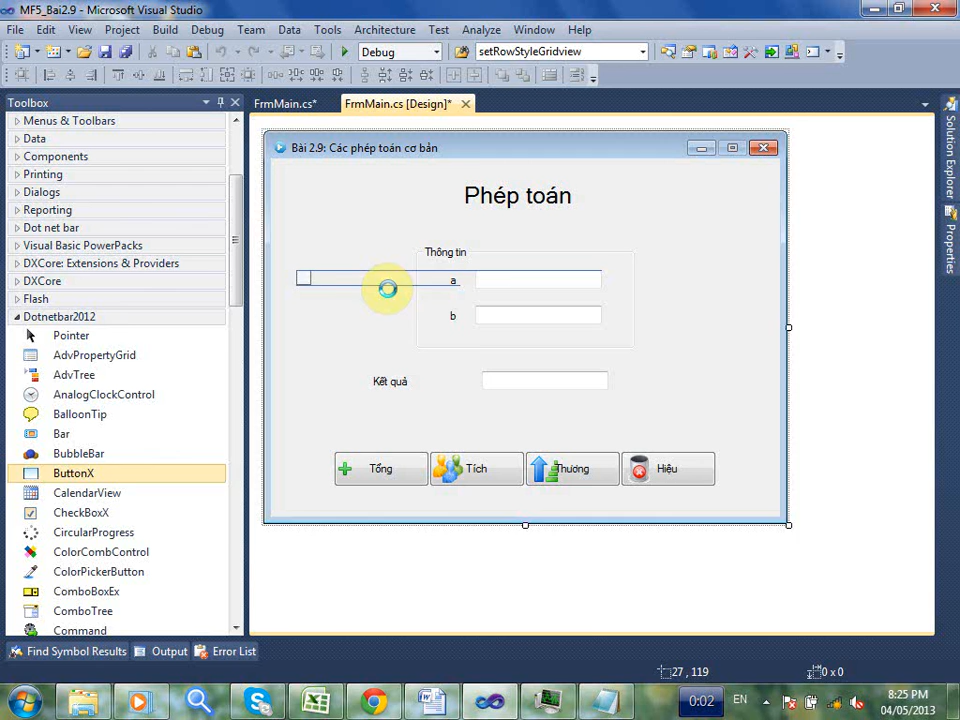 MF5_Bai2.9 - Microsoft Visual Studio
File Edit View Project Build Debug Team Data Tools Architecture Test Analyze Window Help
Debug setRowStyleGridview
Toolbox
FrmMain.cs* FrmMain.cs [Design]*
Menus & Toolbars
Data
Components
Printing
Dialogs
Reporting
Dot net bar
Visual Basic PowerPacks
DXCore: Extensions & Providers
DXCore
Flash
Dotnetbar2012
Pointer
AdvPropertyGrid
AdvTree
AnalogClockControl
BalloonTip
Bar
BubbleBar
ButtonX
CalendarView
CheckBoxX
CircularProgress
ColorCombControl
ColorPickerButton
ComboBoxEx
ComboTree
Command
Bài 2.9: Các phép toán cơ bản
Phép toán
Thông tin
a
b
Kết quả
Tổng Tích Thương Hiệu
Solution Explorer
Properties
Find Symbol Results Output Error List
27 , 119 0 x 0
0:02 EN
8:25 PM
04/05/2013